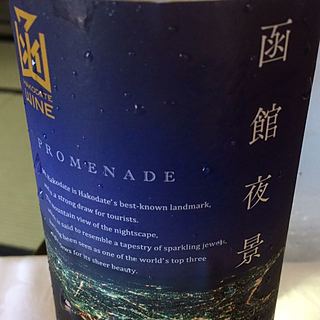 函
HAKODATE
WINE
函館夜景
PROMENADE
Hakodate is Hakodate's best-known landmark,
a strong draw for tourists.
mountain view of the nightscape,
is said to resemble a tapestry of sparkling jewels,
been seen as one of the world's top three
for its sheer beauty.